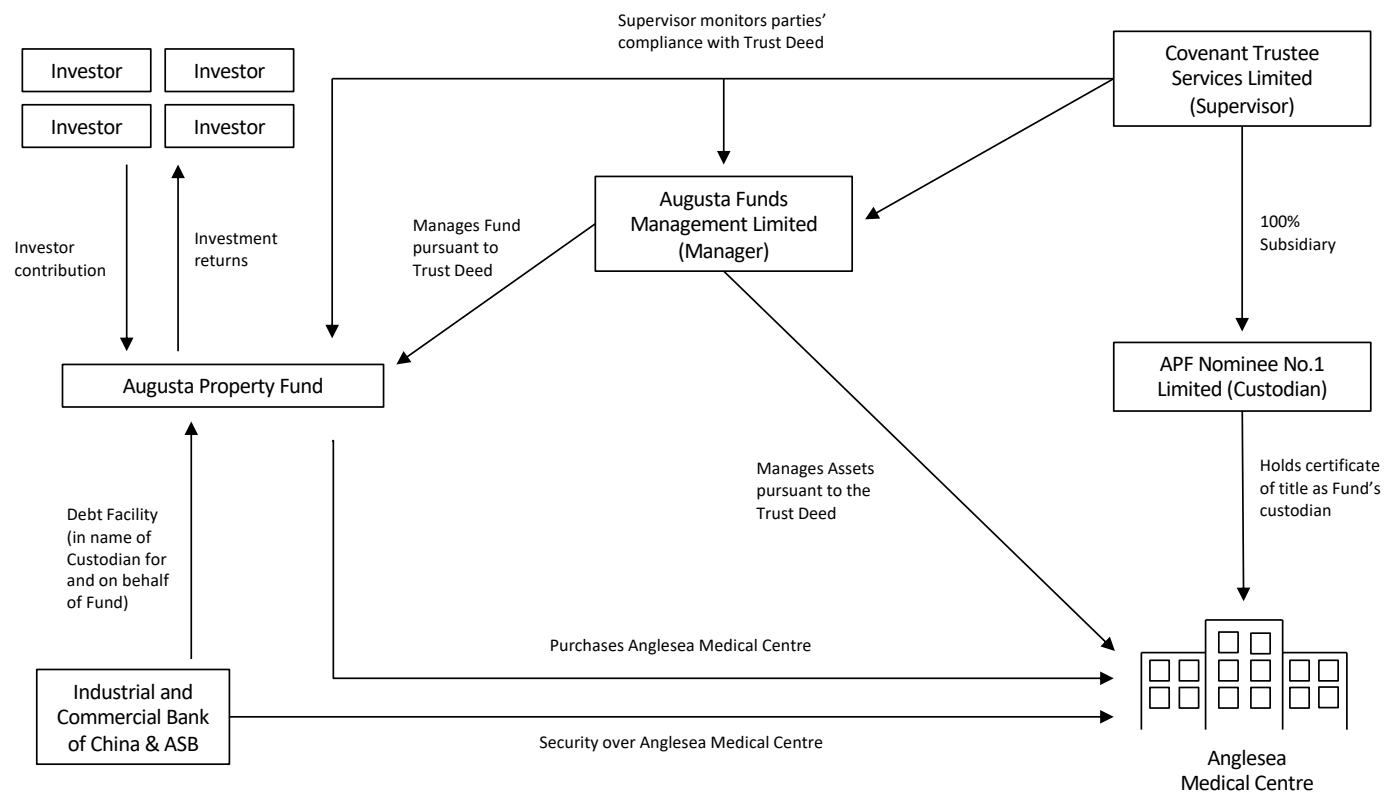 Supervisor monitors parties’
compliance with Trust Deed
Investor
Investor
Investor
Investor
Covenant Trustee
Services Limited
(Supervisor)
Augusta Funds
Management Limited
(Manager)
Investor
contribution
Investment
returns
Manages Fund
pursuant to
Trust Deed
100%
Subsidiary
Augusta Property Fund
APF Nominee No.1
Limited (Custodian)
Manages Assets
pursuant to the
Trust Deed
Holds certificate
of title as Fund’s
custodian
Debt Facility
(in name of
Custodian for
and on behalf
of Fund)
Purchases Anglesea Medical Centre
Industrial and
Commercial Bank
of China & ASB
Security over Anglesea Medical Centre
Anglesea
Medical Centre